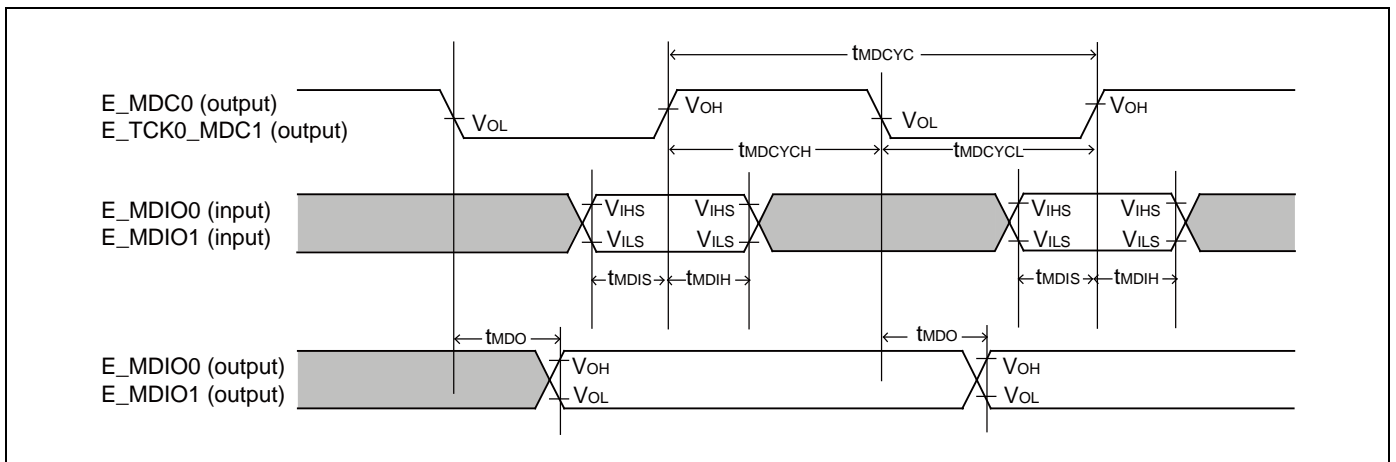 tMDCYC
E_MDC0 (output)
E_TCK0_MDC1 (output)
VOL
VOH
VOL
VOH
tMDCYCH
tMDCYCL
E_MDIO0 (input)
E_MDIO1 (input)
VIHS
VIHS
VIHS
VIHS
VILS
VILS
VILS
VILS
tMDIS
tMDIH
tMDIS
tMDIH
tMDO
tMDO
E_MDIO0 (output)
E_MDIO1 (output)
VOH
VOH
VOL
VOL